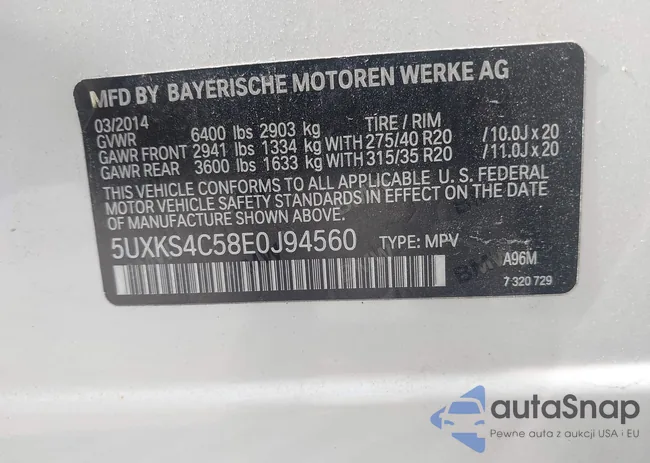 MFD BY BAYERISCHE MOTOREN WERKE AG
03/2014
GVWR 6400 lbs 2903 kg TIRE / RIM
GAWR FRONT 2941 lbs 1334 kg WITH 275/40 R20 /10.0J x 20
GAWR REAR 3600 lbs 1633 kg WITH 315/35 R20 /11.0J x 20
THIS VEHICLE CONFORMS TO ALL APPLICABLE U. S. FEDERAL
MOTOR VEHICLE SAFETY STANDARDS IN EFFECT ON THE DATE
OF MANUFACTURE SHOWN ABOVE.
5UXKS4C58E0J94560 TYPE: MPV A96M
7 320 729
autoSnap
Pewne auta z aukcji USA i EU